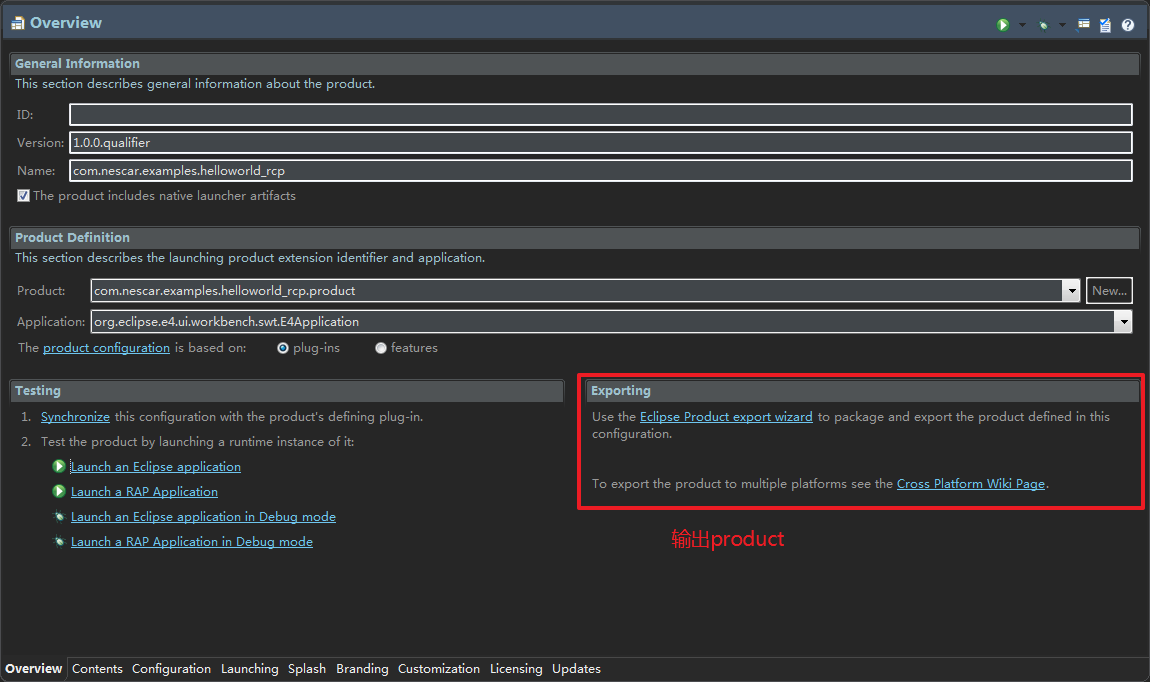 Overview
General Information
This section describes general information about the product.
ID:
Version: 1.0.0.qualifier
Name: com.nescar.examples.helloworld_rcp
The product includes native launcher artifacts
Product Definition
This section describes the launching product extension identifier and application.
Product: com.nescar.examples.helloworld_rcp.product New...
Application: org.eclipse.e4.ui.workbench.swt.E4Application
The product configuration is based on: plug-ins features
Testing
1. Synchronize this configuration with the product's defining plug-in.
2. Test the product by launching a runtime instance of it:
Launch an Eclipse application
Launch a RAP Application
Launch an Eclipse application in Debug mode
Launch a RAP Application in Debug mode
Exporting
Use the Eclipse Product export wizard to package and export the product defined in this
configuration.
To export the product to multiple platforms see the Cross Platform Wiki Page.
输出product
Overview Contents Configuration Launching Splash Branding Customization Licensing Updates